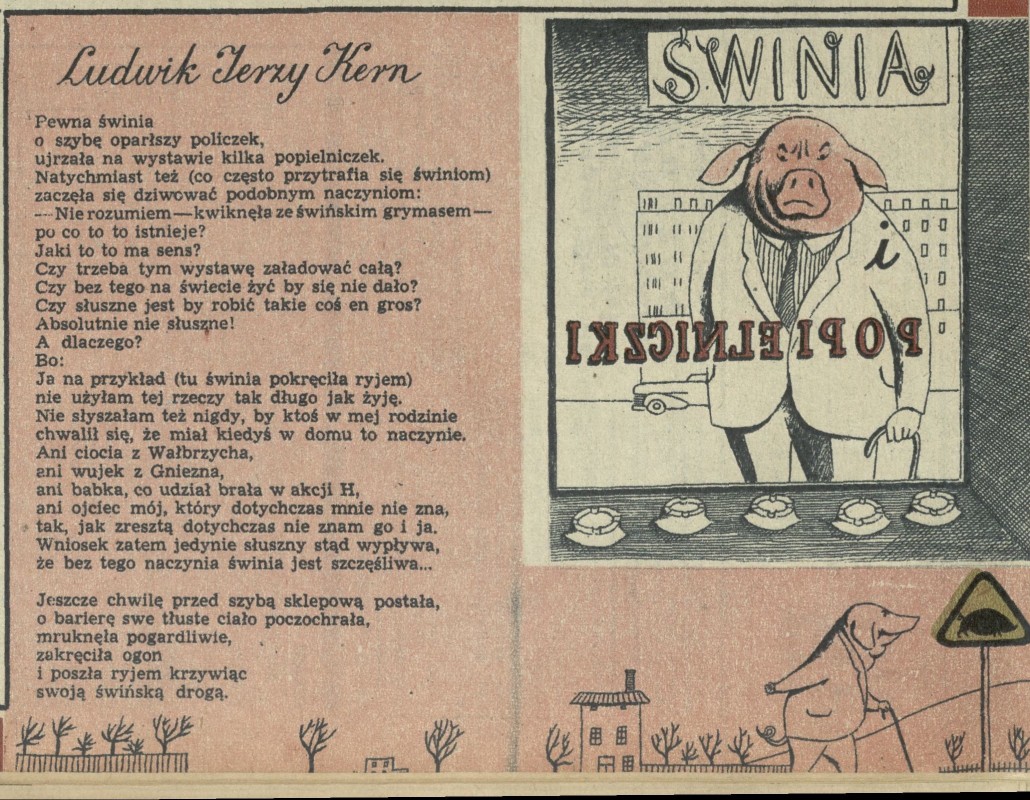 Ludwik Jerzy Kern
Pewna świnia
o szybę oparłszy policzek,
ujrzała na wystawie kilka popielniczek.
Natychmiast też (co często przytrafia się świniom)
zaczęła się dziwować podobnym naczyniom:
— Nie rozumiem — kwiknęła ze świńskim grymasem —
po co to to istnieje?
Jaki to to ma sens?
Czy trzeba tym wystawę załadować całą?
Czy bez tego na świecie żyć by się nie dało?
Czy słuszne jest by robić takie coś en gros?
Absolutnie nie słuszne!
A dlaczego?
Bo:
Ja na przykład (tu świnia pokręciła ryjem)
nie użyłam tej rzeczy tak długo jak żyję.
Nie słyszałam też nigdy, by ktoś w mej rodzinie
chwalił się, że miał kiedyś w domu to naczynie.
Ani ciocia z Wałbrzycha,
ani wujek z Gniezna,
ani babka, co udział brała w akcji H,
ani ojciec mój, który dotychczas mnie nie zna,
tak, jak zresztą dotychczas nie znam go i ja.
Wniosek zatem jedynie słuszny stąd wypływa,
że bez tego naczynia świnia jest szczęśliwa...
Jeszcze chwilę przed szybą sklepową postała,
o barierę swe tłuste ciało poczochrała,
mruknęła pogardliwie,
zakręciła ogon
i poszła ryjem krzywiąc
swoją świńską drogą.
ŚWINIA
i
POPIELNICZKI